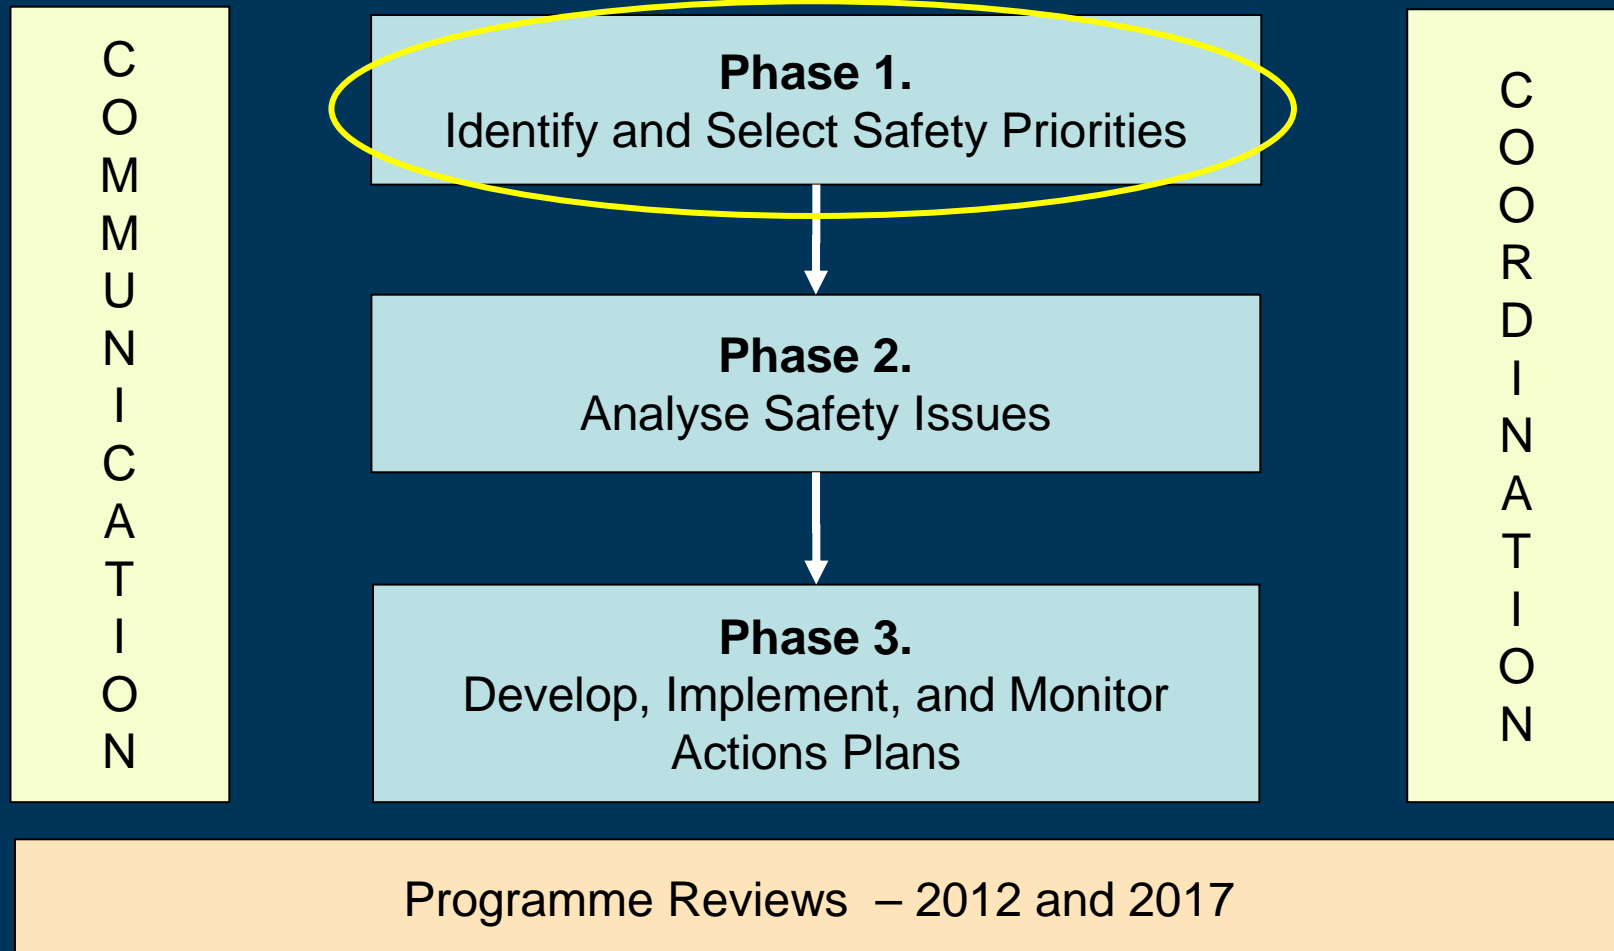 COMMUNICATION
Phase 1.
Identify and Select Safety Priorities
Phase 2.
Analyse Safety Issues
Phase 3.
Develop, Implement, and Monitor
Actions Plans
COORDINATION
Programme Reviews – 2012 and 2017